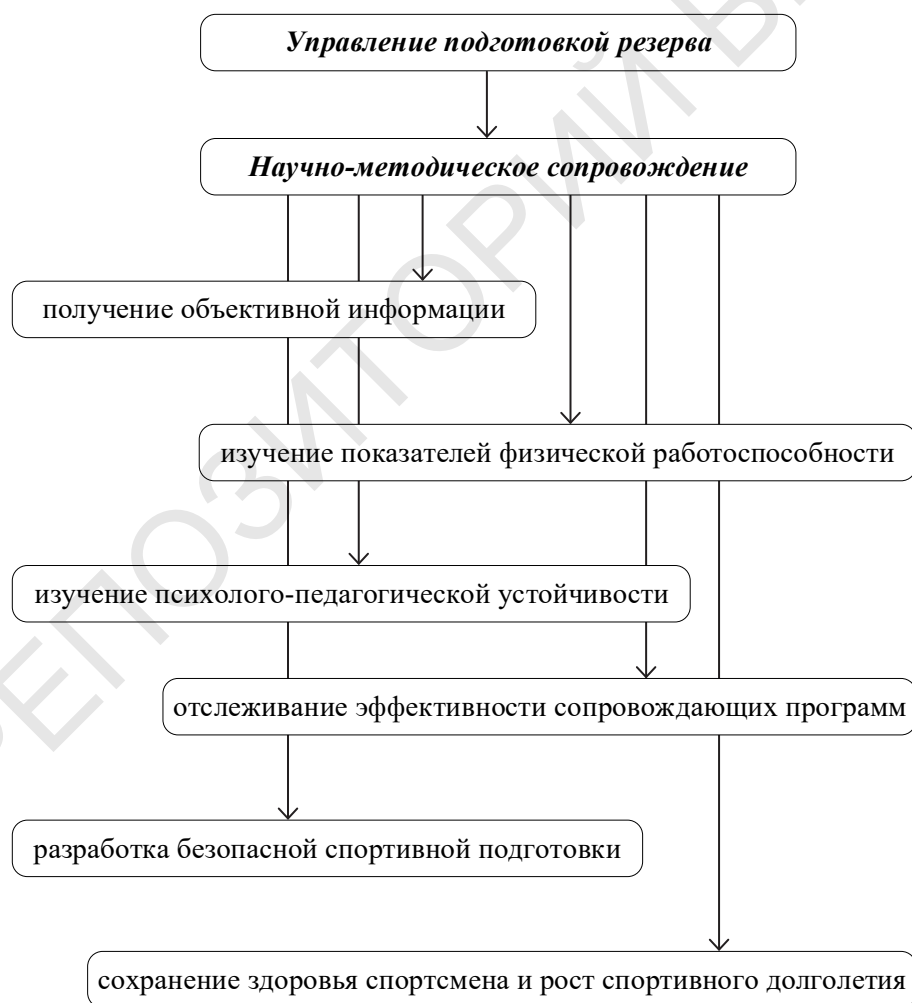 Управление подготовкой резерва
Научно-методическое сопровождение
получение объективной информации
изучение показателей физической работоспособности
изучение психолого-педагогической устойчивости
отслеживание эффективности сопровождающих программ
разработка безопасной спортивной подготовки
сохранение здоровья спортсмена и рост спортивного долголетия
РЕПОЗИТОРИЙ